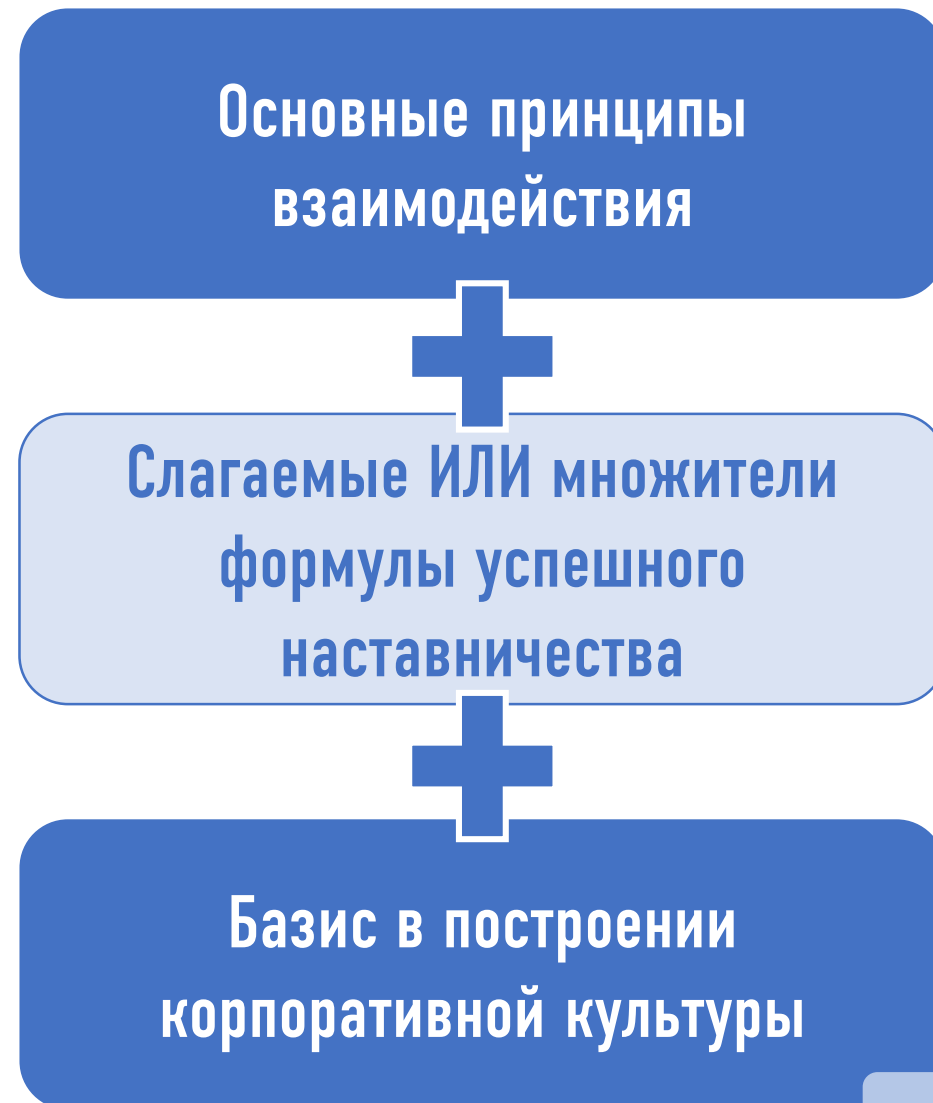 Основные принципы
взаимодействия
Слагаемые ИЛИ множители
формулы успешного
наставничества
Базис в построении
корпоративной культуры